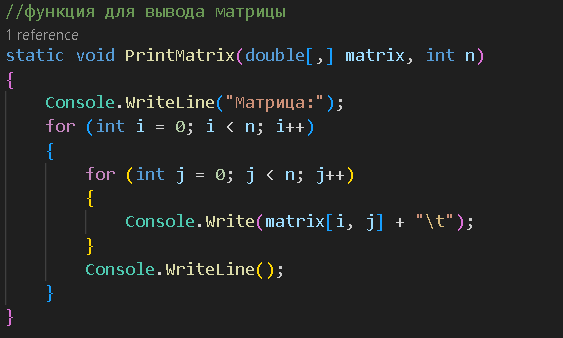 //функция для вывода матрицы
1 reference
static void PrintMatrix(double[,] matrix, int n)
{
    Console.WriteLine("Матрица:");
    for (int i = 0; i < n; i++)
    {
        for (int j = 0; j < n; j++)
        {
            Console.Write(matrix[i, j] + "\t");
        }
        Console.WriteLine();
    }
}